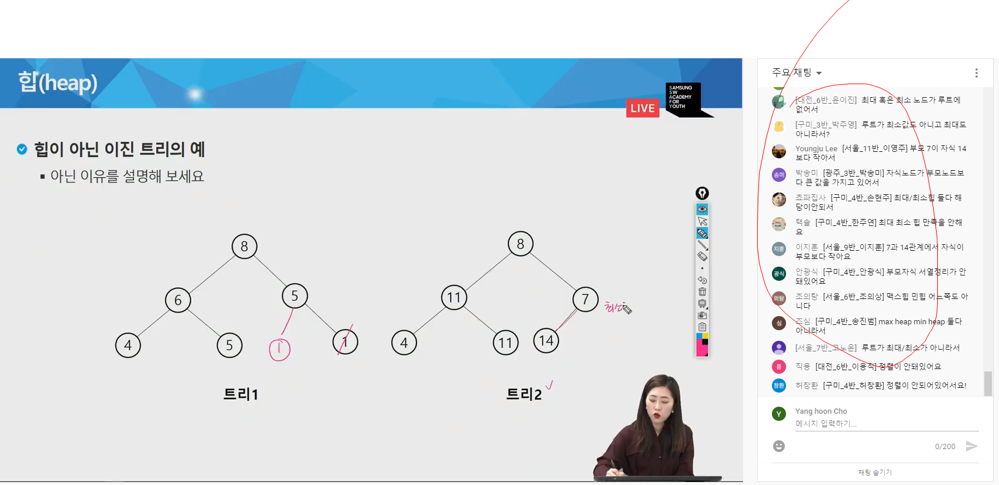 힙(heap)
LIVE
SAMSUNG
SW
ACADEMY
FOR
YOUTH
힙이 아닌 이진 트리의 예
아닌 이유를 설명해 보세요
8
6
5
4
5
1
1
트리1
8
11
7
최소
4
11
14
트리2
주요 채팅
[대전_6반_윤이진] 최대 혹은 최소 노드가 루트에
없어서
[구미_3반_박주영] 루트가 최소값도 아니고 최대도
아니라서?
Youngju Lee [서울_11반_이영주] 부모 7이 자식 14
보다 작아서
송미
박송미 [광주_3반_박송미] 자식노드가 부모노드보
다 큰 값을 가지고 있어서
쵸파집사 [구미_4반_손현주] 최대/최소힙 둘다 해
당이안되서
택솔 [구미_4반_한주연] 최대 최소 힙 만족을 안해
요
지훈
이지훈 [서울_9반_이지훈] 7과 14관계에서 자식이
부모보다 작아요
광식
안광식 [구미_4반_안광식] 부모자식 서열정리가 안
돼있어요
의탕
조의탕 [서울_6반_조의상] 맥스힙 민힙 어느쪽도 아
니다
심
즈심 [구미_4반_송진범] max heap min heap 둘다
아니라서
[서울_7반_고노윤] 루트가 최대/최소가 아니라서
용
직용 [대전_6반_이용직] 정렬이 안돼있어요
창환
허창환 [구미_4반_허창환] 정렬이 안되어있어서요!
Y
Yang hoon Cho
메시지 입력하기...
0/200
채팅 숨기기